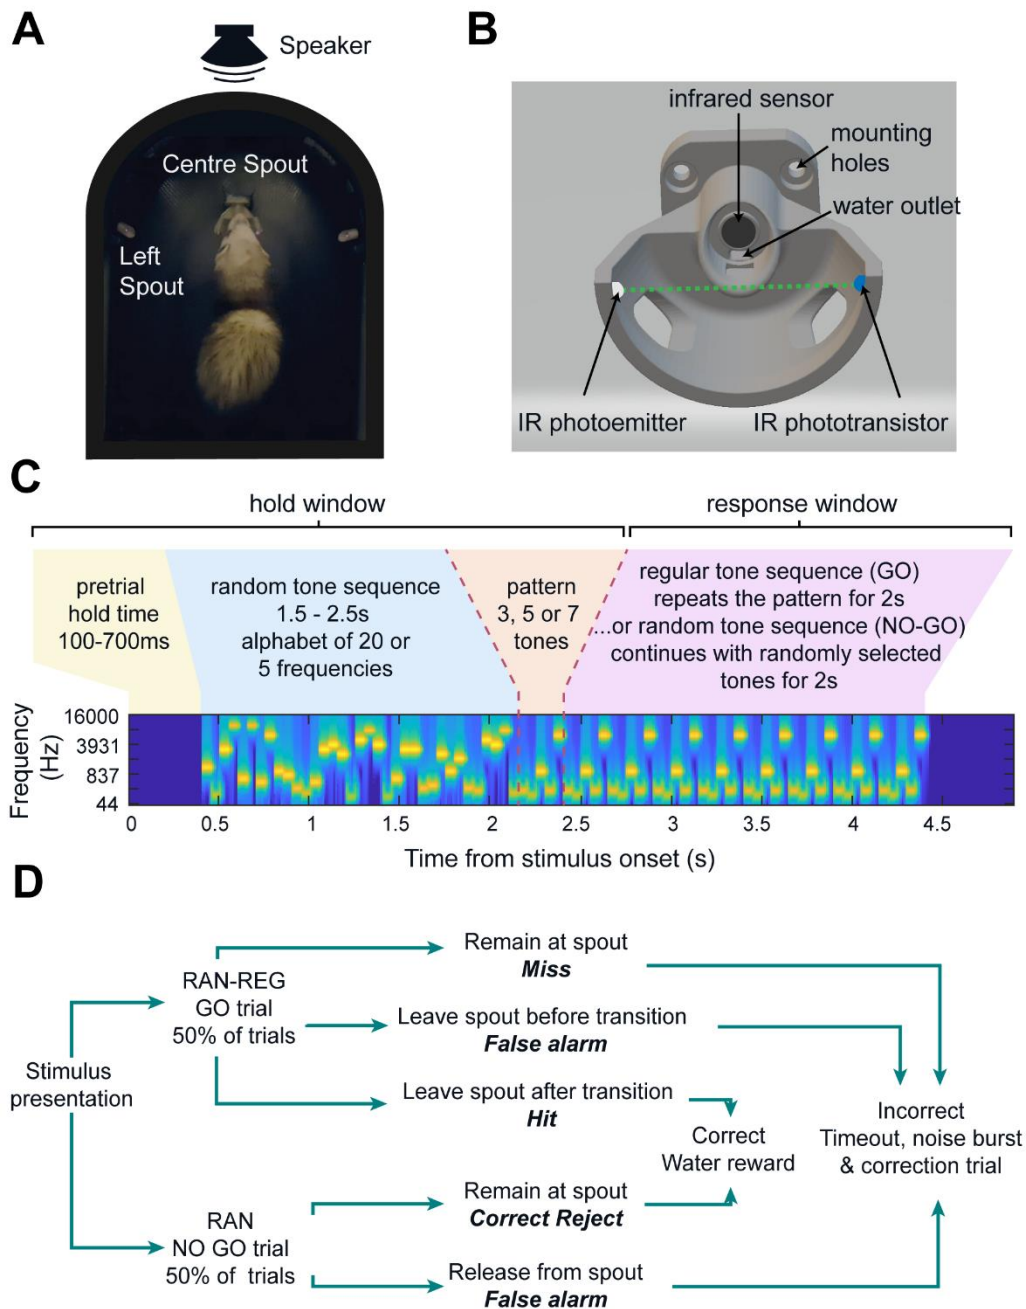 A
Speaker
Centre Spout
Left
Spout
B
infrared sensor
mounting
holes
water outlet
IR photoemitter
IR phototransistor
C
hold window
response window
pretrial
hold time
100-700ms
random tone sequence
1.5 - 2.5s
alphabet of 20 or
5 frequencies
pattern
3, 5 or 7
tones
regular tone sequence (GO)
repeats the pattern for 2s
...or random tone sequence (NO-GO)
continues with randomly selected
tones for 2s
Frequency
(Hz)
16000
3931
837
44
0
0.5
1
1.5
2
2.5
3
3.5
4
4.5
Time from stimulus onset (s)
D
Stimulus
presentation
RAN-REG
GO trial
50% of trials
Remain at spout
Miss
Leave spout before transition
False alarm
Leave spout after transition
Hit
Correct
Water reward
Incorrect
Timeout, noise burst
& correction trial
RAN
NO GO trial
50% of trials
Remain at spout
Correct Reject
Release from spout
False alarm